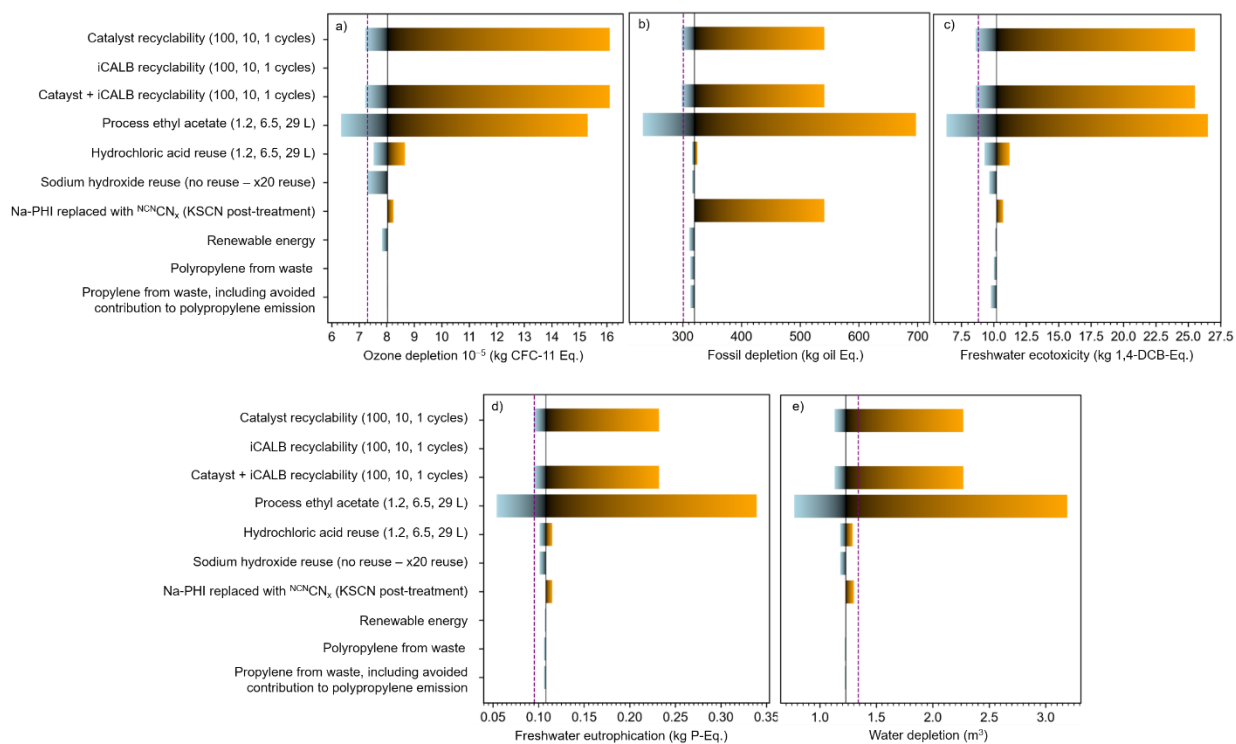 a)
b)
c)
Catalyst recyclability (100, 10, 1 cycles)
iCALB recyclability (100, 10, 1 cycles)
Catayst + iCALB recyclability (100, 10, 1 cycles)
Process ethyl acetate (1.2, 6.5, 29 L)
Hydrochloric acid reuse (1.2, 6.5, 29 L)
Sodium hydroxide reuse (no reuse – x20 reuse)
Na-PHI replaced with ᴺᶜᴺCNₓ (KSCN post-treatment)
Renewable energy
Polyropylene from waste
Propylene from waste, including avoided
contribution to polypropylene emission
6 7 8 9 10 11 12 13 14 15 16
Ozone depletion 10⁻⁵ (kg CFC-11 Eq.)
300 400 500 600 700
Fossil depletion (kg oil Eq.)
7.5 10.0 12.5 15.0 17.5 20.0 22.5 25.0 27.5
Freshwater ecotoxicity (kg 1,4-DCB-Eq.)
d)
e)
Catalyst recyclability (100, 10, 1 cycles)
iCALB recyclability (100, 10, 1 cycles)
Catayst + iCALB recyclability (100, 10, 1 cycles)
Process ethyl acetate (1.2, 6.5, 29 L)
Hydrochloric acid reuse (1.2, 6.5, 29 L)
Sodium hydroxide reuse (no reuse – x20 reuse)
Na-PHI replaced with ᴺᶜᴺCNₓ (KSCN post-treatment)
Renewable energy
Polyropylene from waste
Propylene from waste, including avoided
contribution to polypropylene emission
0.05 0.10 0.15 0.20 0.25 0.30 0.35
Freshwater eutrophication (kg P-Eq.)
1.0 1.5 2.0 2.5 3.0
Water depletion (m³)